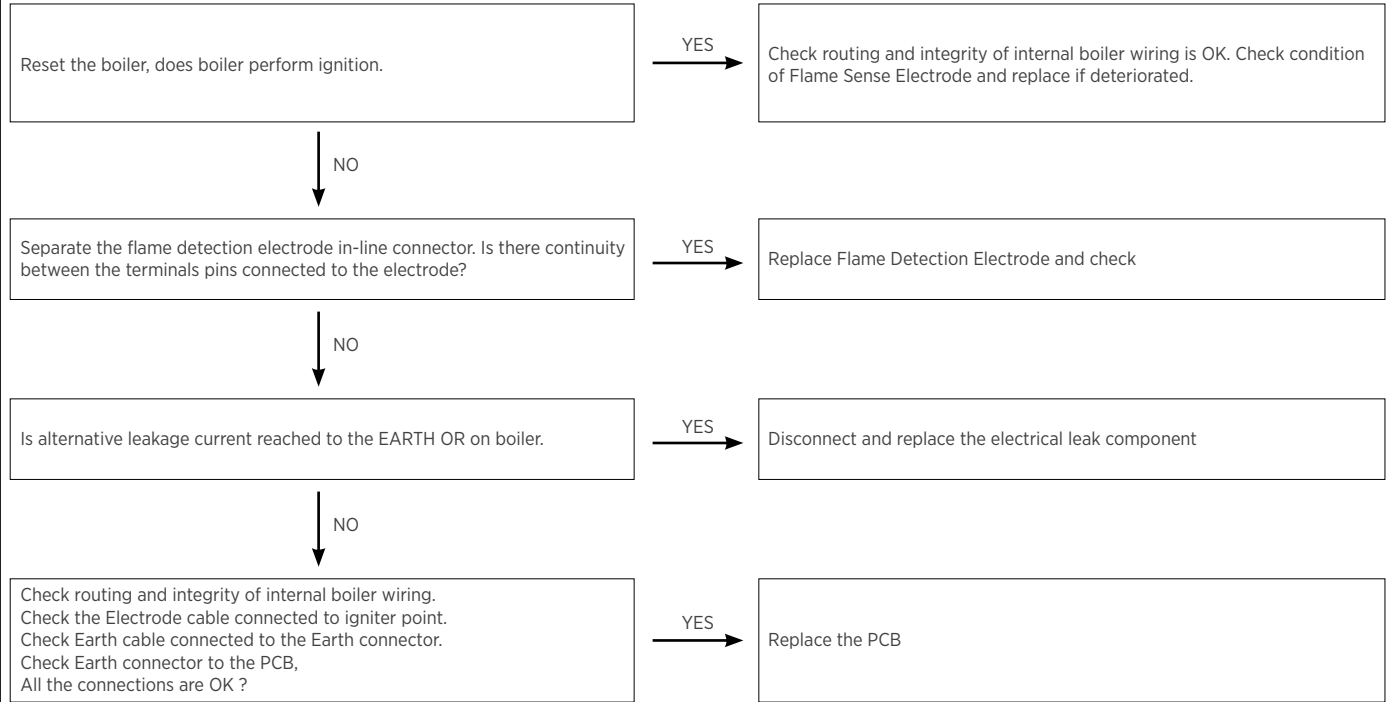 Reset the boiler, does boiler perform ignition.
YES
Check routing and integrity of internal boiler wiring is OK. Check condition
of Flame Sense Electrode and replace if deteriorated.
NO
Separate the flame detection electrode in-line connector. Is there continuity
between the terminals pins connected to the electrode?
YES
Replace Flame Detection Electrode and check
NO
Is alternative leakage current reached to the EARTH OR on boiler.
YES
Disconnect and replace the electrical leak component
NO
Check routing and integrity of internal boiler wiring.
Check the Electrode cable connected to igniter point.
Check Earth cable connected to the Earth connector.
Check Earth connector to the PCB,
All the connections are OK ?
YES
Replace the PCB